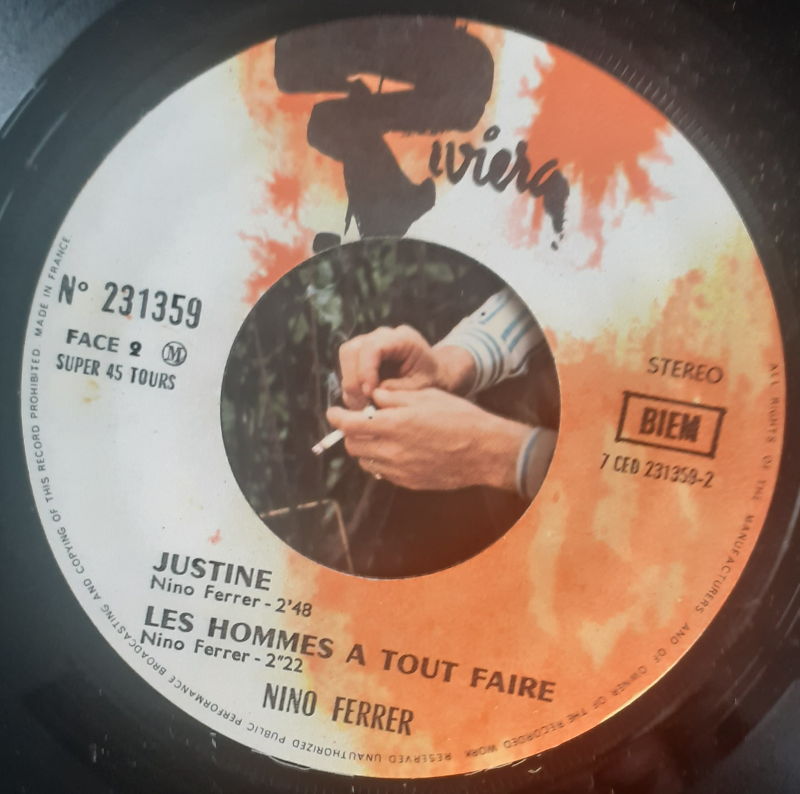 Riviera
N° 231359
FACE 2 M
SUPER 45 TOURS
STEREO
BIEM
7 CED 231359-2
JUSTINE
Nino Ferrer - 2'48
LES HOMMES A TOUT FAIRE
Nino Ferrer - 2"22
NINO FERRER
ALL RIGHTS OF THE MANUFACTURERS AND OF OWNER OF THE RECORDED WORK RESERVED UNAUTHORIZED PUBLIC PERFORMANCE BROADCASTING AND COPYING OF THIS RECORD PROHIBITED MADE IN FRANCE